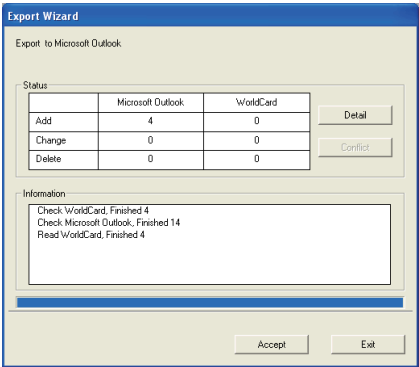 Export Wizard
Export to Microsoft Outlook
Status
Microsoft Outlook WorldCard
Add 4 0
Change 0 0
Delete 0 0
Detail
Conflict
Information
Check WorldCard, Finished 4
Check Microsoft Outlook, Finished 14
Read WorldCard, Finished 4
Accept Exit